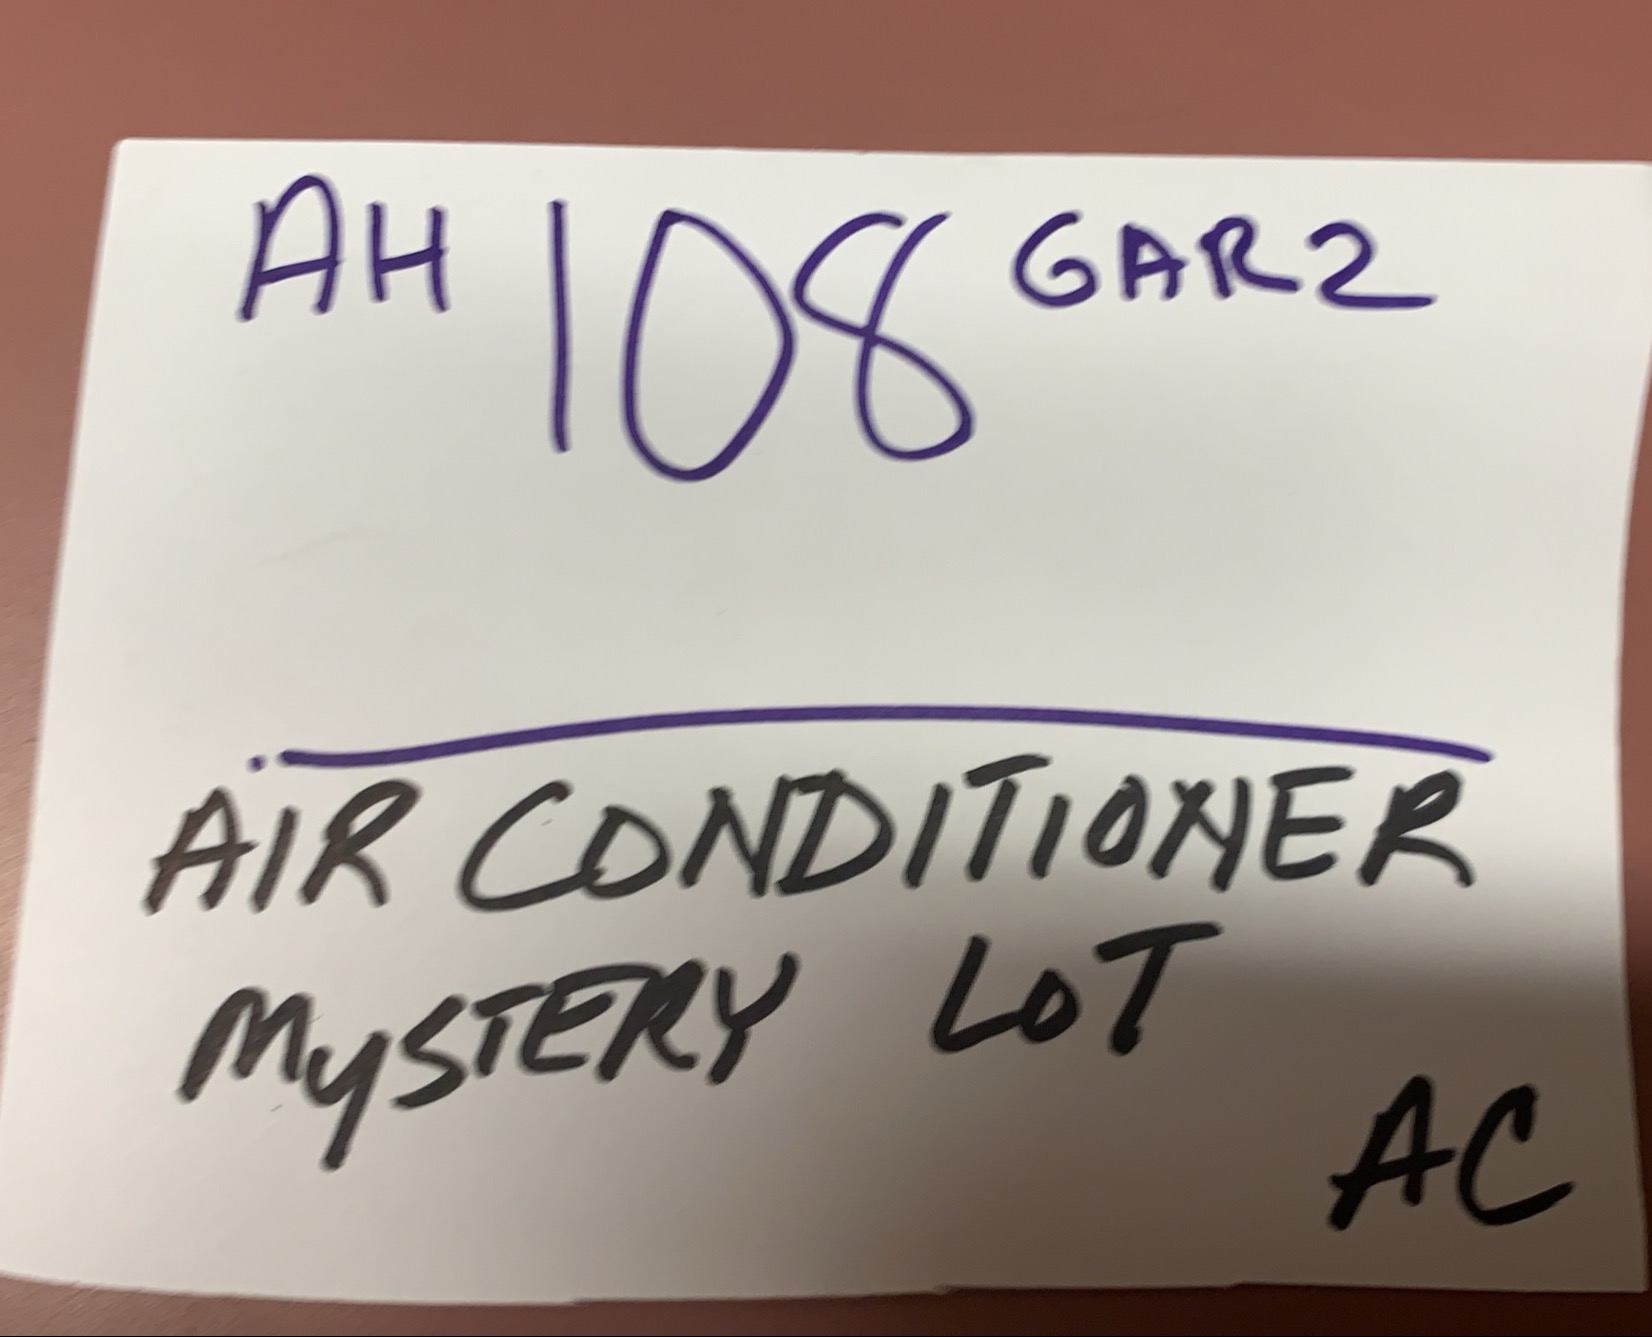 AH 108 GAR2
AIR CONDITIONER
MYSTERY LOT
AC